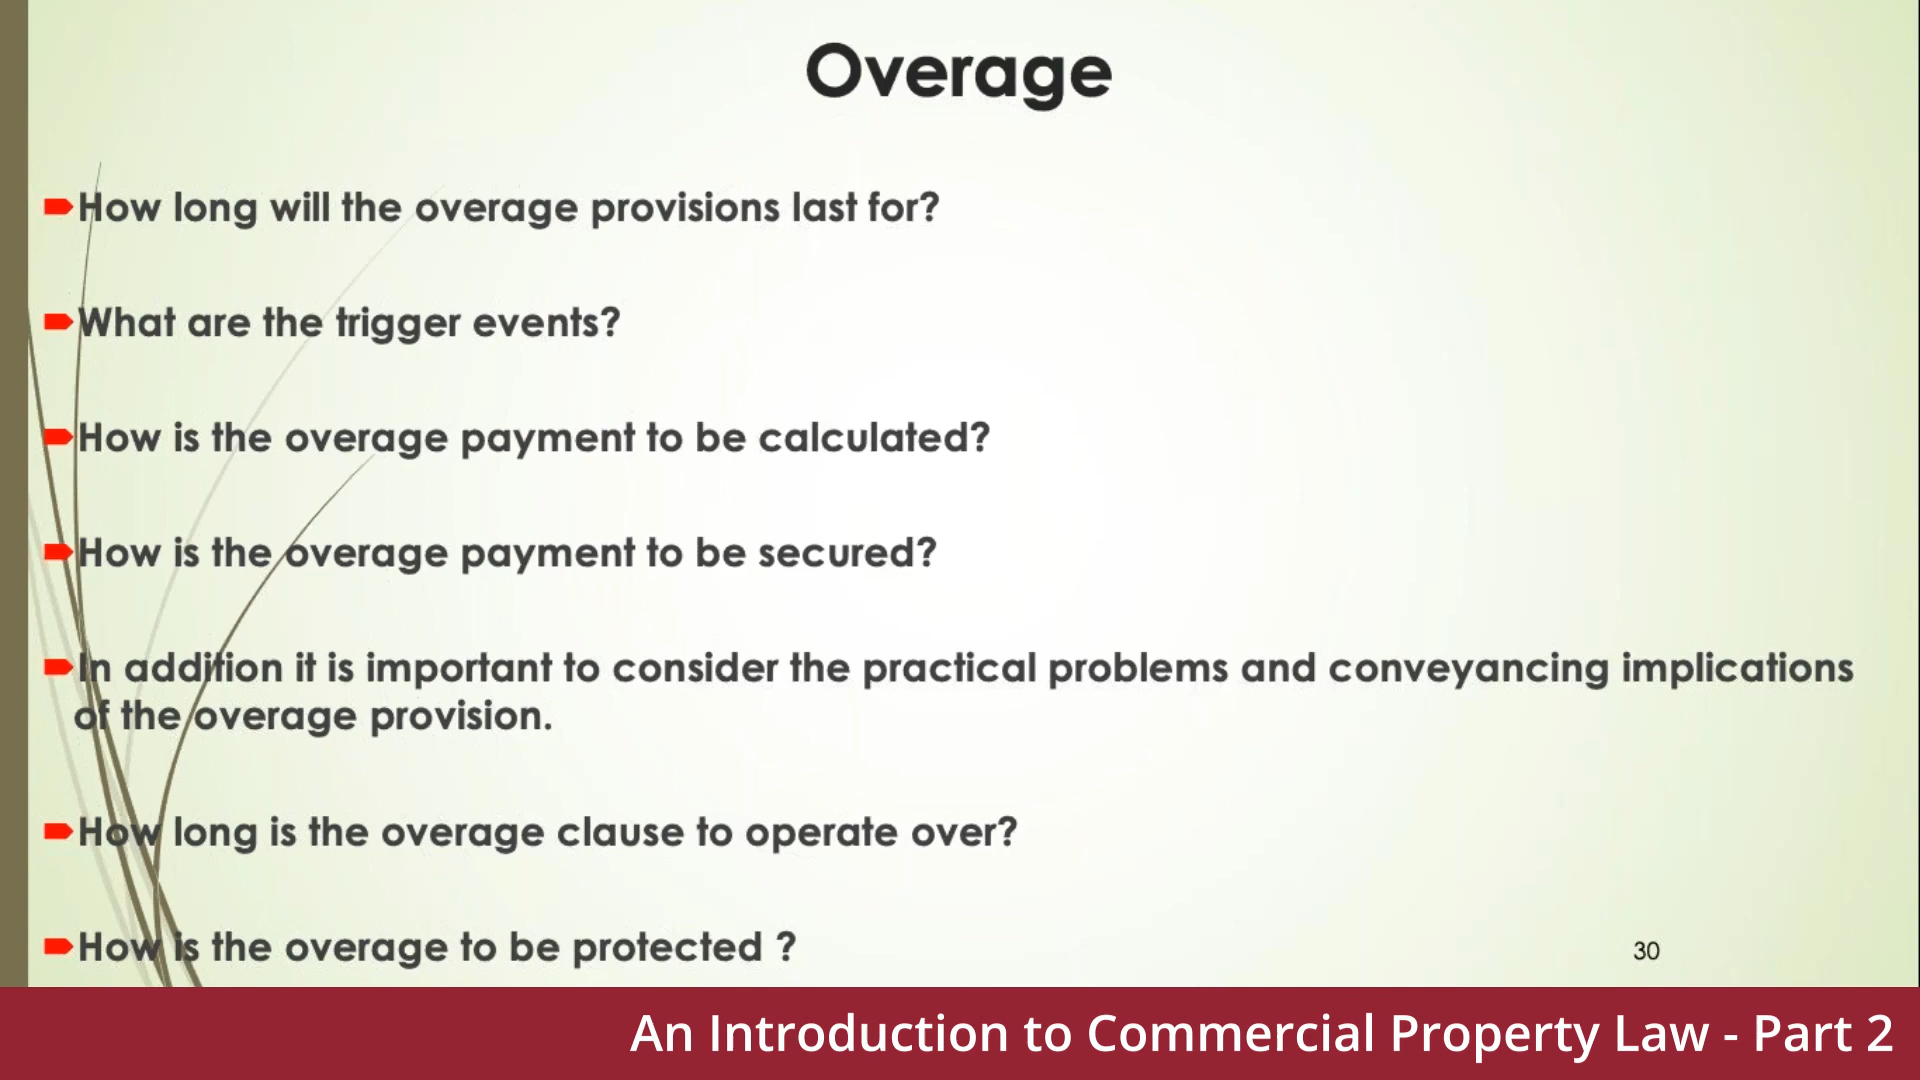 Overage
How long will the overage provisions last for?
What are the trigger events?
How is the overage payment to be calculated?
How is the overage payment to be secured?
In addition it is important to consider the practical problems and conveyancing implications
of the overage provision.
How long is the overage clause to operate over?
How is the overage to be protected ?
30
An Introduction to Commercial Property Law - Part 2